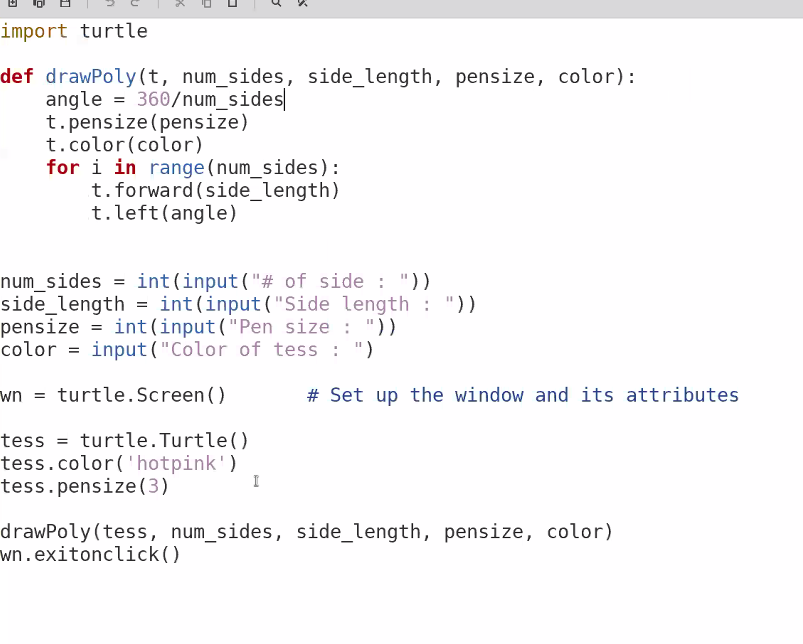 import turtle
def drawPoly(t, num_sides, side_length, pensize, color):
    angle = 360/num_sides
    t.pensize(pensize)
    t.color(color)
    for i in range(num_sides):
        t.forward(side_length)
        t.left(angle)
num_sides = int(input("# of side : "))
side_length = int(input("Side length : "))
pensize = int(input("Pen size : "))
color = input("Color of tess : ")
wn = turtle.Screen()       # Set up the window and its attributes
tess = turtle.Turtle()
tess.color('hotpink')
tess.pensize(3)
drawPoly(tess, num_sides, side_length, pensize, color)
wn.exitonclick()